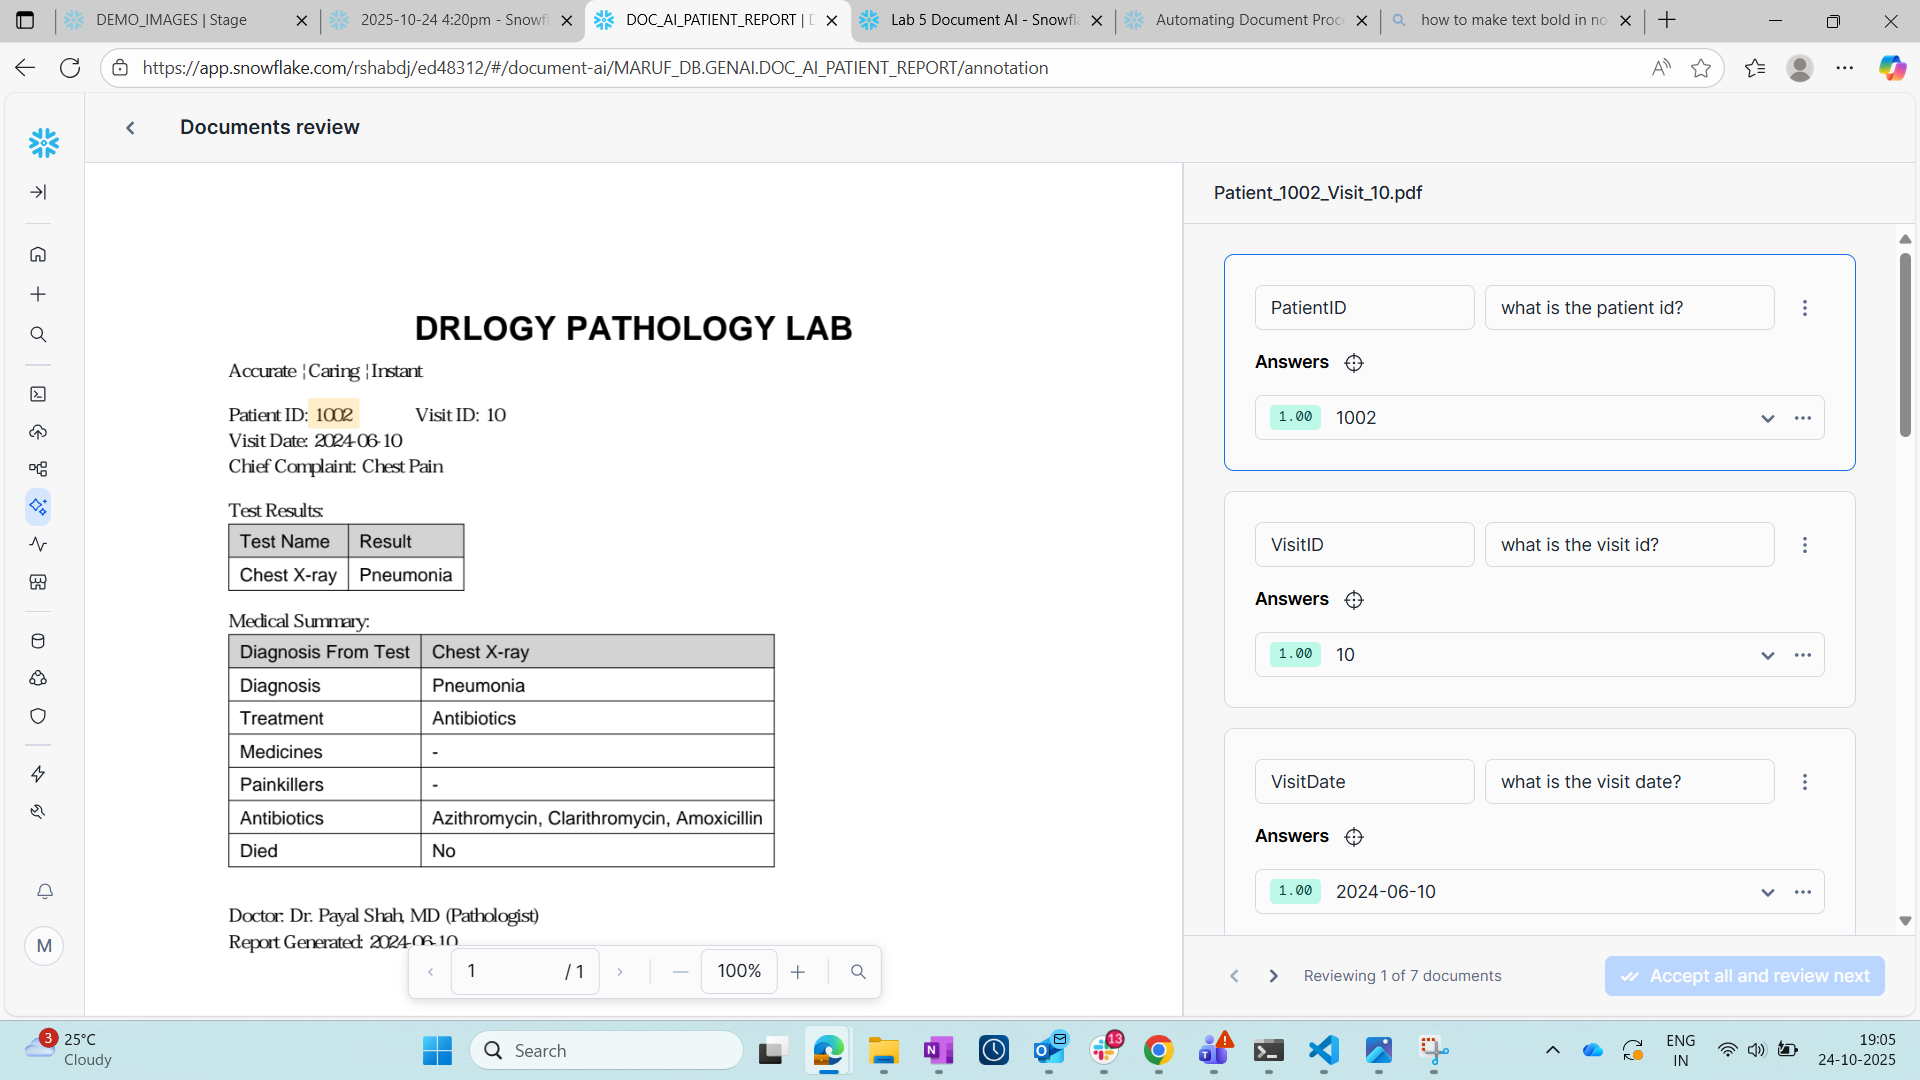 DEMO_IMAGES | Stage
2025-10-24 4:20pm - Snowfl
DOC_AI_PATIENT_REPORT | D
Lab 5 Document AI - Snowfla
Automating Document Proc
how to make text bold in no
https://app.snowflake.com/rshabdj/ed48312/#/document-ai/MARUF_DB.GENAI.DOC_AI_PATIENT_REPORT/annotation
Documents review
DRLOGY PATHOLOGY LAB
Accurate | Caring | Instant
Patient ID: 1002 Visit ID: 10
Visit Date: 2024-06-10
Chief Complaint: Chest Pain
Test Results:
Test Name Result
Chest X-ray Pneumonia
Medical Summary:
Diagnosis From Test Chest X-ray
Diagnosis Pneumonia
Treatment Antibiotics
Medicines -
Painkillers -
Antibiotics Azithromycin, Clarithromycin, Amoxicillin
Died No
Doctor: Dr. Payal Shah, MD (Pathologist)
Report Generated: 2024-06-10
1 / 1 100%
Patient_1002_Visit_10.pdf
PatientID what is the patient id?
Answers
1.00 1002
VisitID what is the visit id?
Answers
1.00 10
VisitDate what is the visit date?
Answers
1.00 2024-06-10
Reviewing 1 of 7 documents
Accept all and review next
M
3
25°C
Cloudy
Search
13
ENG
IN
19:05
24-10-2025